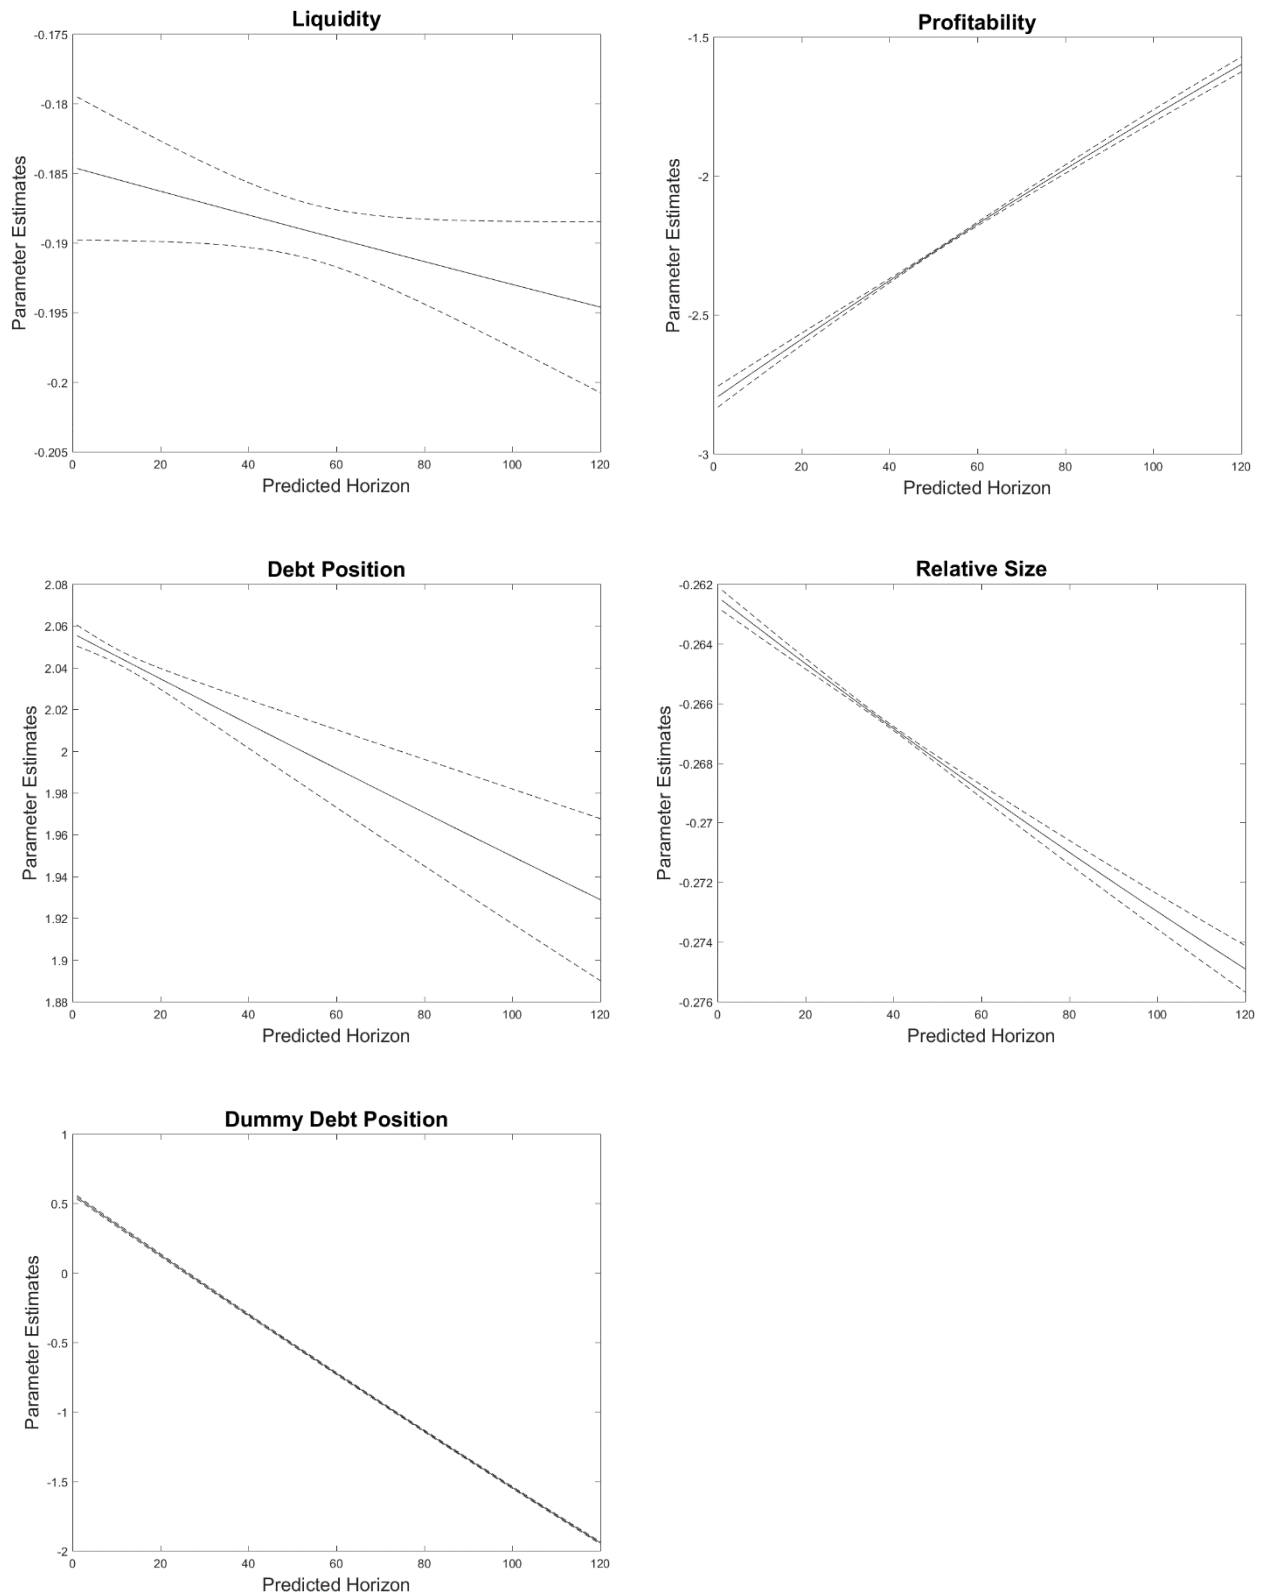 Liquidity
-0.175
-0.18
-0.185
-0.19
-0.195
-0.2
-0.205
0 20 40 60 80 100 120
Parameter Estimates
Predicted Horizon
Profitability
-1.5
-2
-2.5
-3
0 20 40 60 80 100 120
Parameter Estimates
Predicted Horizon
Debt Position
2.08
2.06
2.04
2.02
2
1.98
1.96
1.94
1.92
1.9
1.88
0 20 40 60 80 100 120
Parameter Estimates
Predicted Horizon
Relative Size
-0.262
-0.264
-0.266
-0.268
-0.27
-0.272
-0.274
-0.276
0 20 40 60 80 100 120
Parameter Estimates
Predicted Horizon
Dummy Debt Position
1
0.5
0
-0.5
-1
-1.5
-2
0 20 40 60 80 100 120
Parameter Estimates
Predicted Horizon